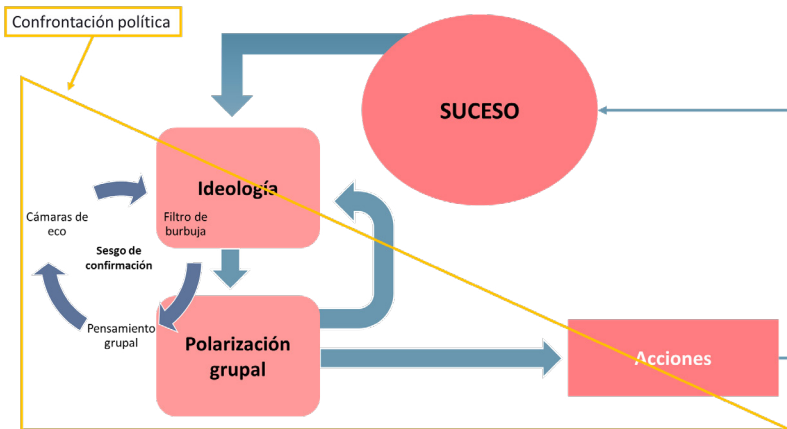 Confrontación política
SUCESO
Ideología
Cámaras de
eco
Filtro de
burbuja
Sesgo de
confirmación
Pensamiento
grupal
Polarización
grupal
Acciones